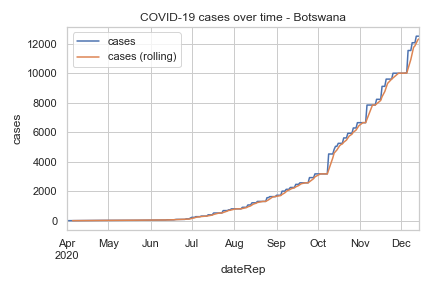 COVID-19 cases over time - Botswana
cases
cases (rolling)
12000
10000
8000
6000
4000
2000
0
cases
Apr May Jun Jul Aug Sep Oct Nov Dec
2020
dateRep